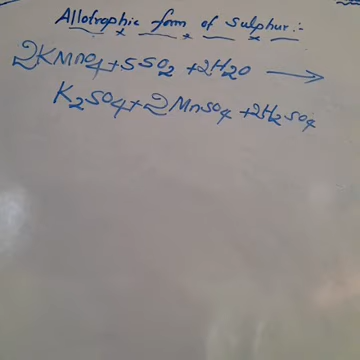 Allotrophic form of Sulphur:-
2KMnO4+5SO2+2H2O →
K2SO4+2MnSO4+2H2SO4